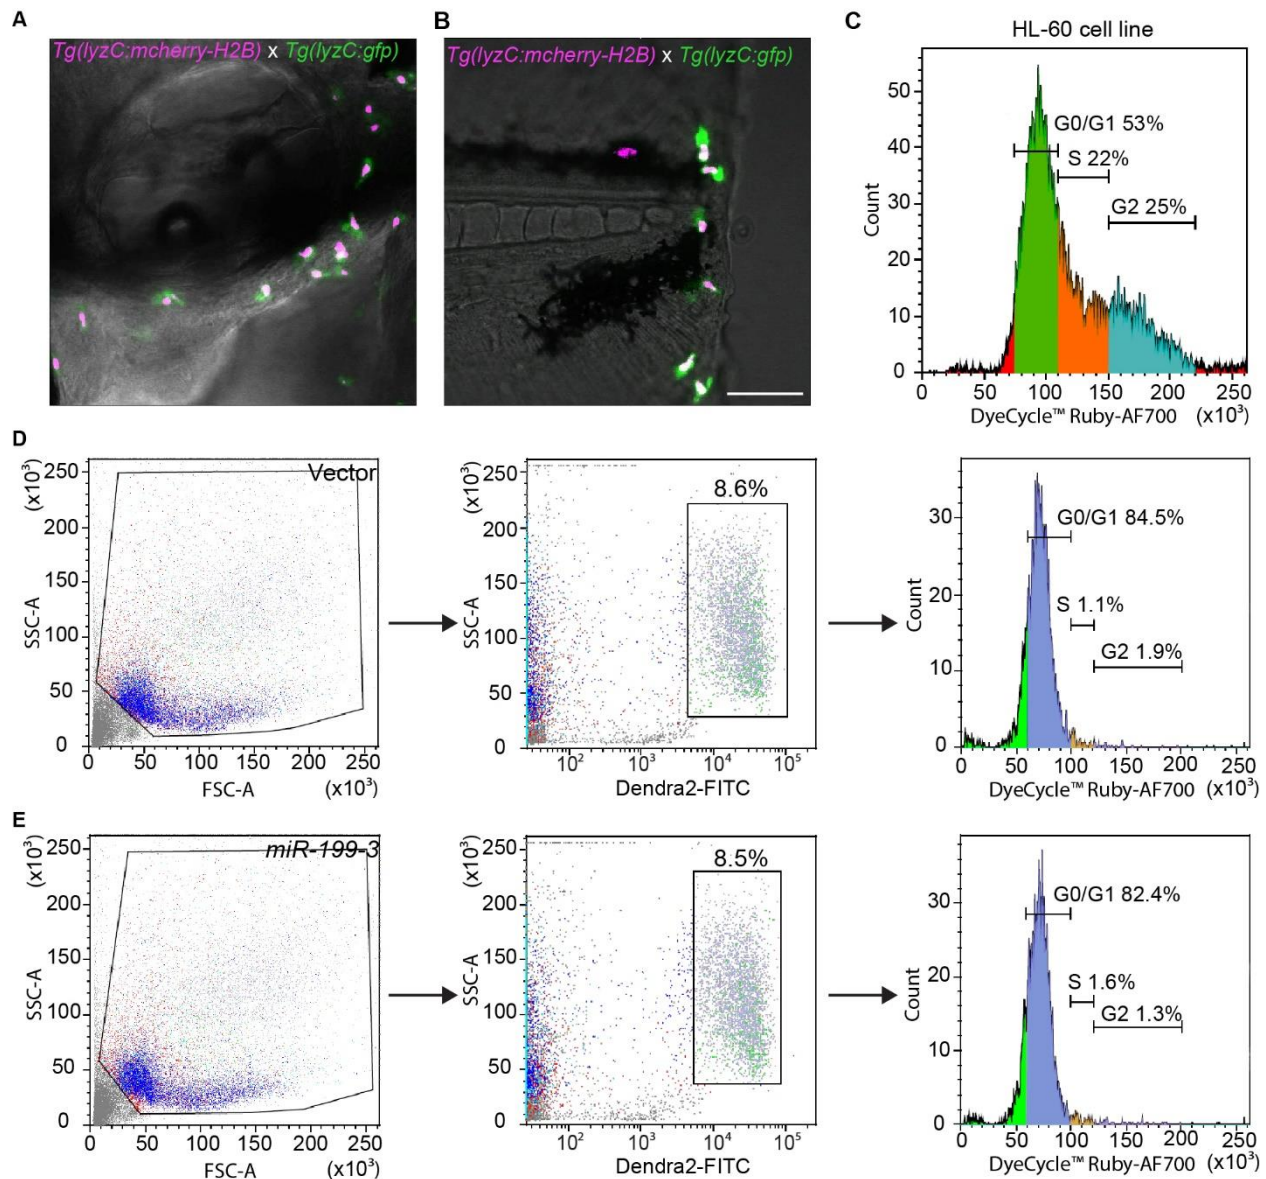 A
Tg(lyzC:mcherry-H2B) x Tg(lyzC:gfp)
B
Tg(lyzC:mcherry-H2B) x Tg(lyzC:gfp)
C
HL-60 cell line
50
40
30
20
10
0
Count
G0/G1 53%
S 22%
G2 25%
0 50 100 150 200 250
DyeCycle™ Ruby-AF700 (x10³)
D
(x10³)
250
200
150
100
50
0
SSC-A
Vector
0 50 100 150 200 250
FSC-A (x10³)
(x10³)
250
200
150
100
50
0
SSC-A
8.6%
10² 10³ 10⁴ 10⁵
Dendra2-FITC
30
20
10
0
Count
G0/G1 84.5%
S 1.1%
G2 1.9%
0 50 100 150 200 250
DyeCycle™ Ruby-AF700 (x10³)
E
(x10³)
250
200
150
100
50
0
SSC-A
miR-199-3
0 50 100 150 200 250
FSC-A (x10³)
(x10³)
250
200
150
100
50
0
SSC-A
8.5%
10² 10³ 10⁴ 10⁵
Dendra2-FITC
30
20
10
0
Count
G0/G1 82.4%
S 1.6%
G2 1.3%
0 50 100 150 200 250
DyeCycle™ Ruby-AF700 (x10³)